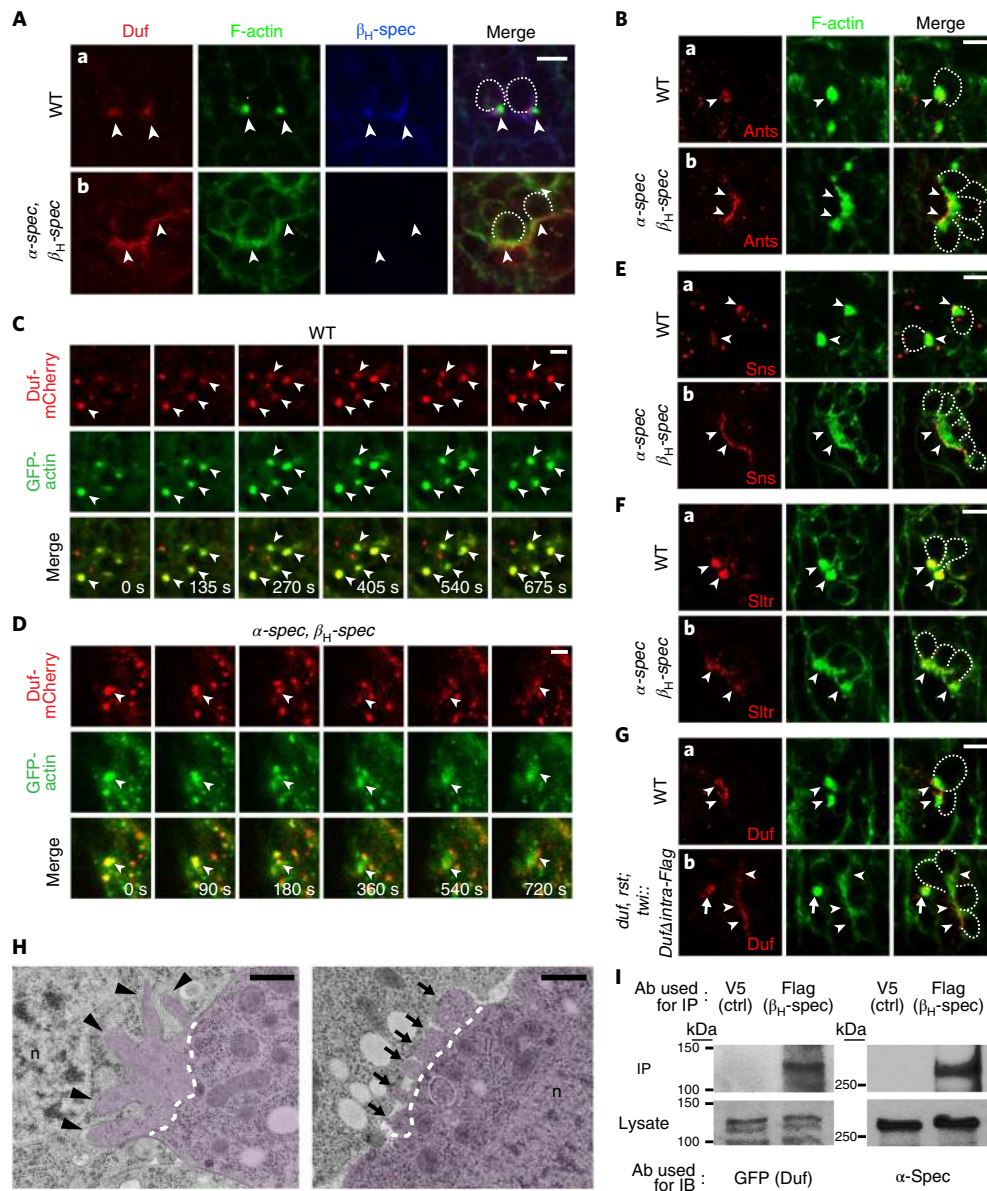 A
Duf F-actin βH-spec Merge
a
WT
b
α-spec,
βH-spec
B
F-actin Merge
a
WT
Ants
b
α-spec
βH-spec
Ants
C
WT
Duf-
mCherry
GFP-
actin
Merge
0 s 135 s 270 s 405 s 540 s 675 s
D
α-spec, βH-spec
Duf-
mCherry
GFP-
actin
Merge
0 s 90 s 180 s 360 s 540 s 720 s
E
a
WT
Sns
b
α-spec
βH-spec
Sns
F
a
WT
Sltr
b
α-spec
βH-spec
Sltr
G
a
WT
Duf
b
duf, rst;
twi::
DufΔintra-Flag
Duf
H
n
n
I
Ab used
for IP :
V5
(ctrl)
Flag
(βH-spec)
V5
(ctrl)
Flag
(βH-spec)
kDa
150
100
kDa
250
IP
150
100
250
Lysate
Ab used
for IB :
GFP (Duf) α-Spec